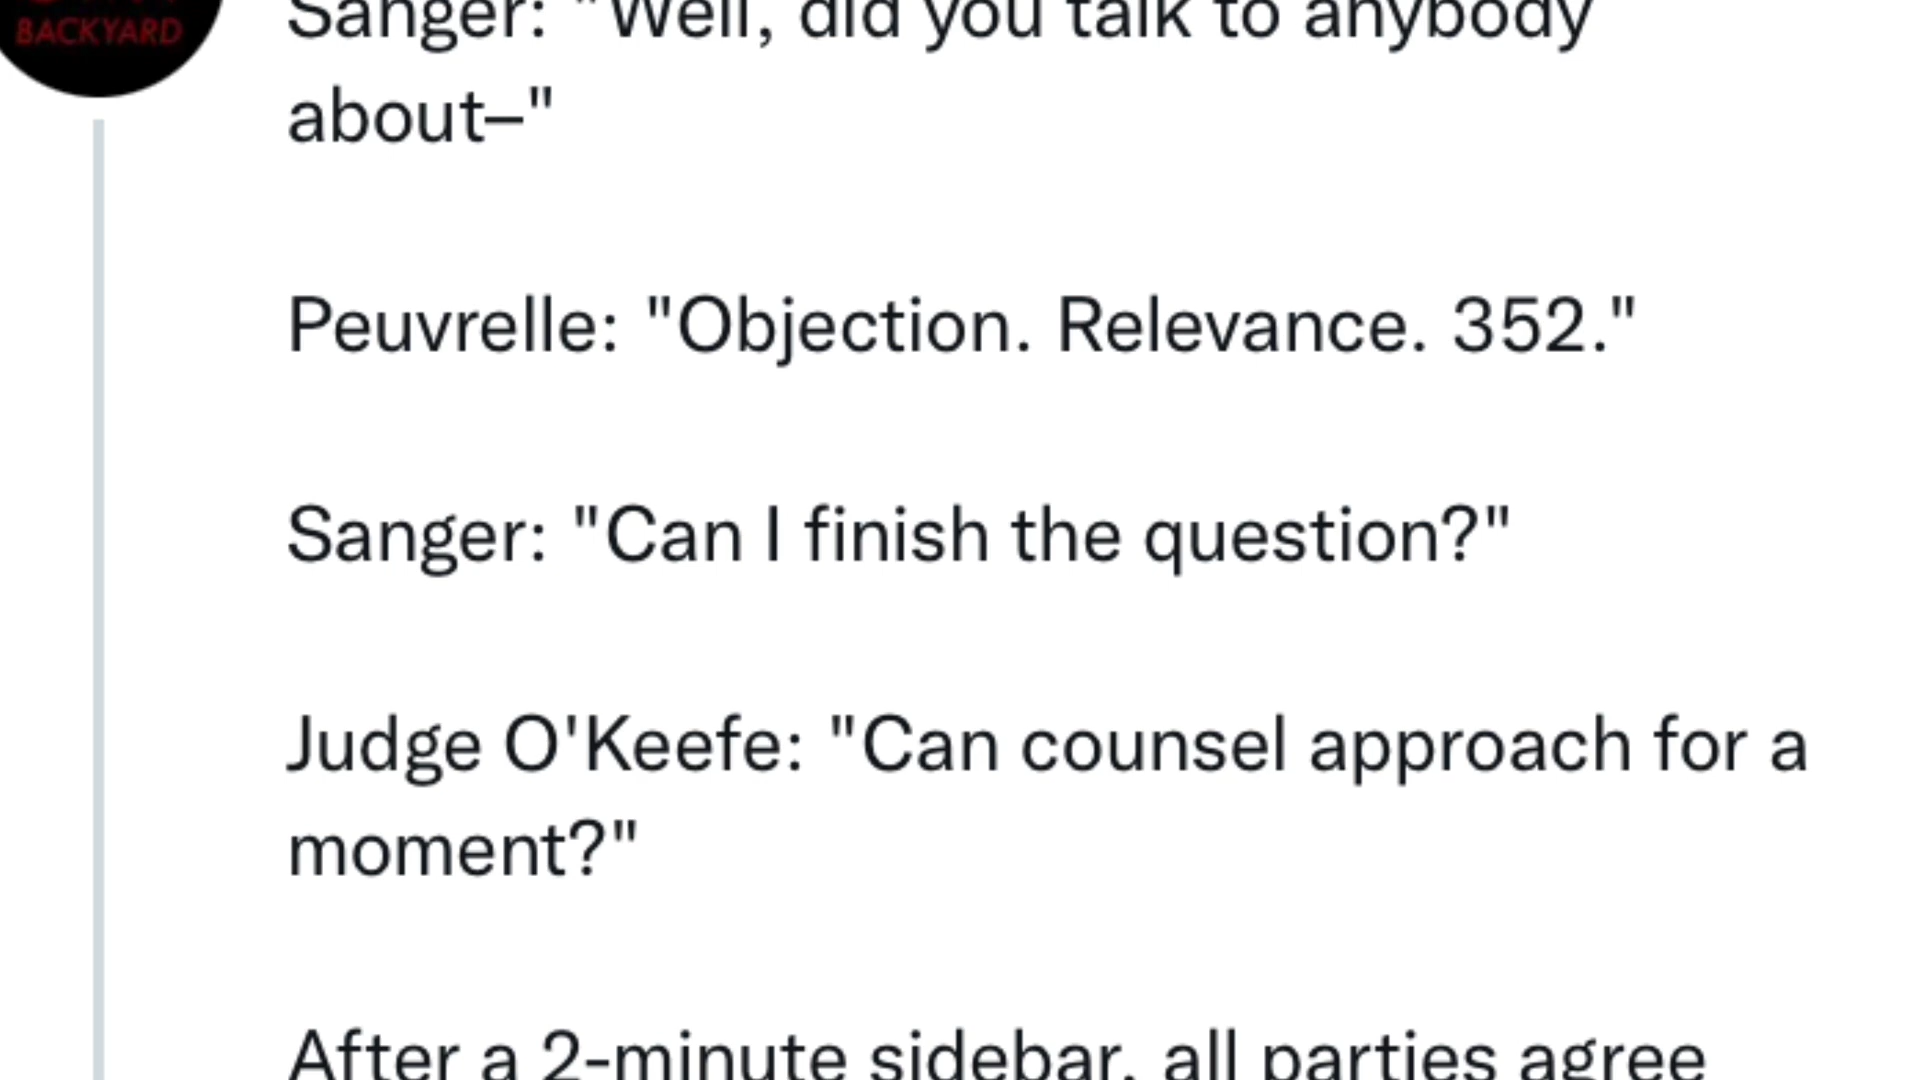 BACKYARD
Sanger: "Well, did you talk to anybody
about–"
Peuvrelle: "Objection. Relevance. 352."
Sanger: "Can I finish the question?"
Judge O'Keefe: "Can counsel approach for a
moment?"
After a 2-minute sidebar, all parties agree